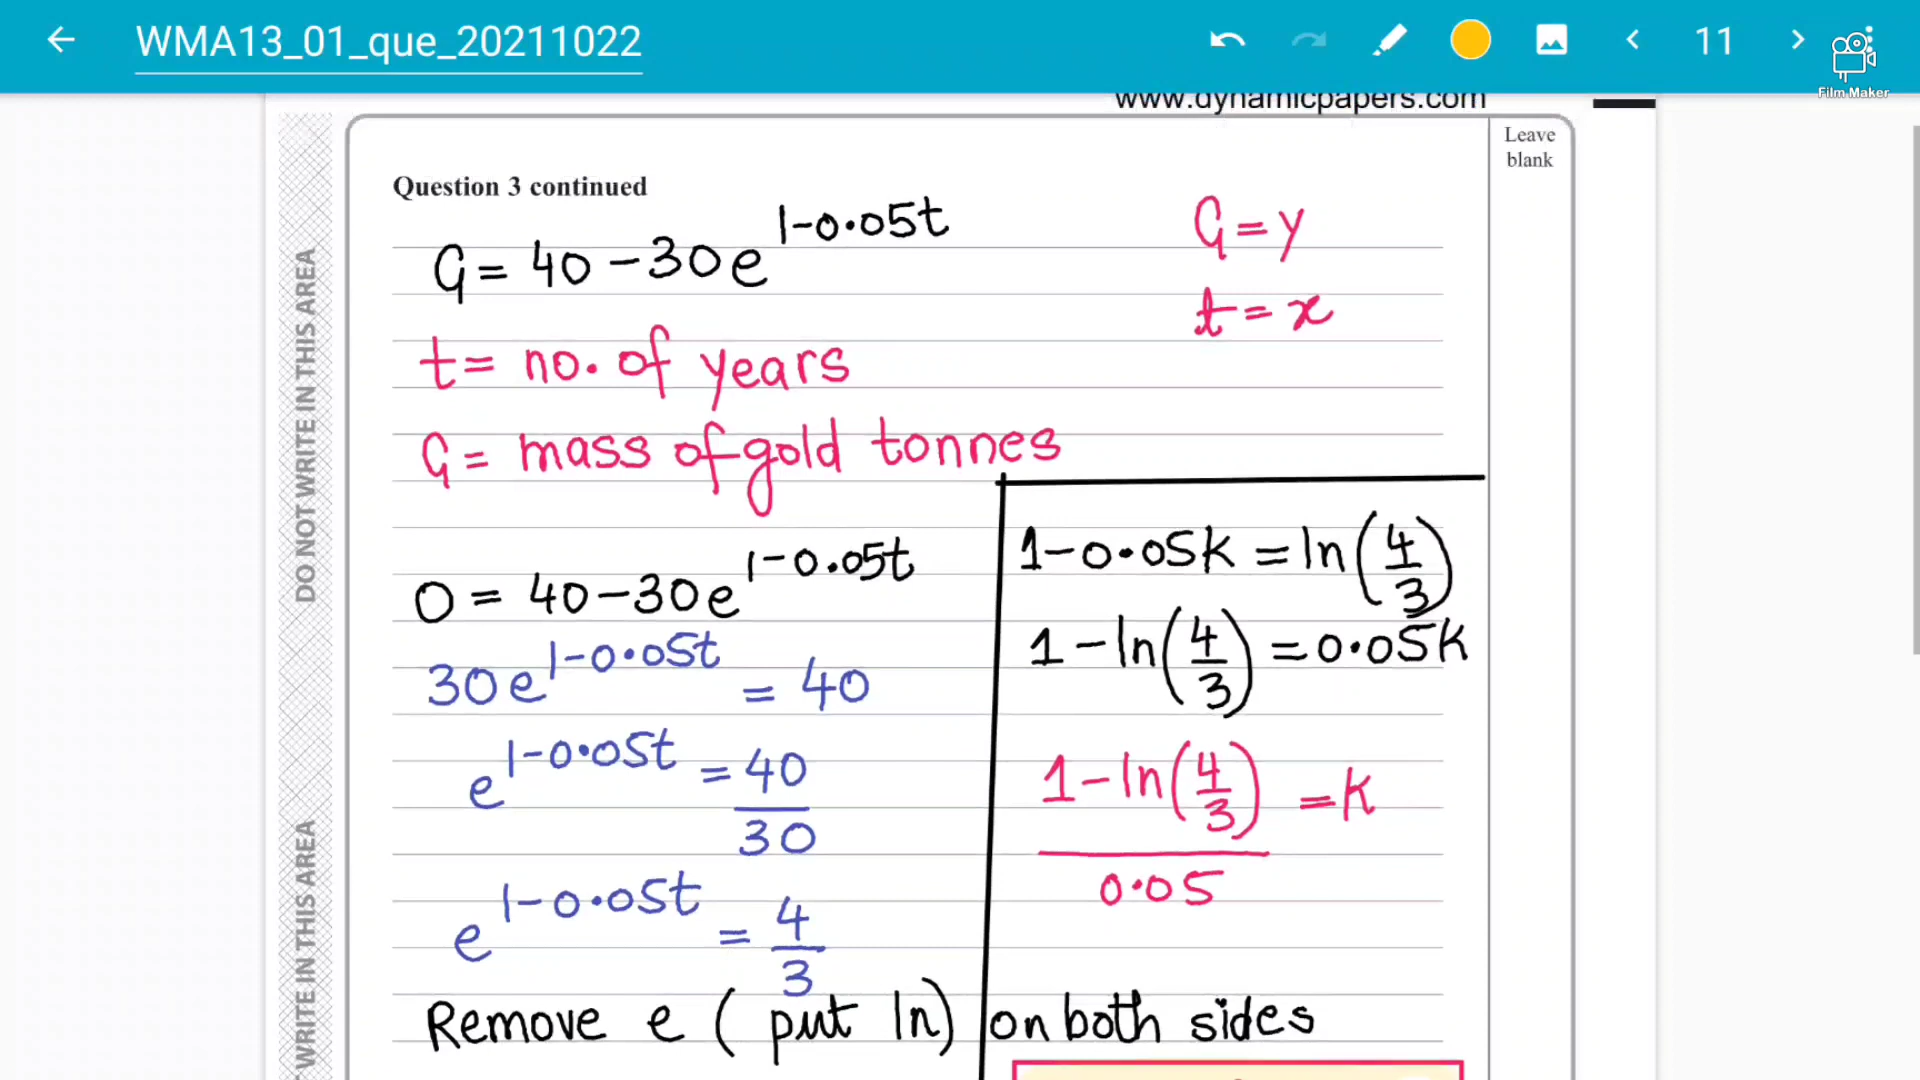 WMA13_01_que_20211022
11
Film Maker
www.dynamicpapers.com
Leave
blank
Question 3 continued
G = 40 - 30e^{1-0.05t}
G = y
t = x
t = no. of years
G = mass of gold tonnes
0 = 40 - 30e^{1-0.05t}
30e^{1-0.05t} = 40
e^{1-0.05t} = 40/30
e^{1-0.05t} = 4/3
1 - 0.05k = ln(4/3)
1 - ln(4/3) = 0.05k
1 - ln(4/3) / 0.05 = k
Remove e ( put ln) on both sides
DO NOT WRITE IN THIS AREA
WRITE IN THIS AREA